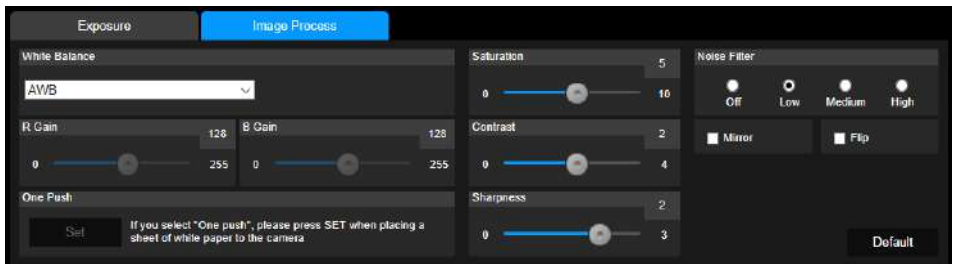 Exposure
Image Process
White Balance
AWB
R Gain
128
0
255
B Gain
128
0
255
One Push
Set
If you select "One push", please press SET when placing a
sheet of white paper to the camera
Saturation
5
0
10
Contrast
2
0
4
Sharpness
2
0
3
Noise Filter
Off
Low
Medium
High
Mirror
Flip
Default